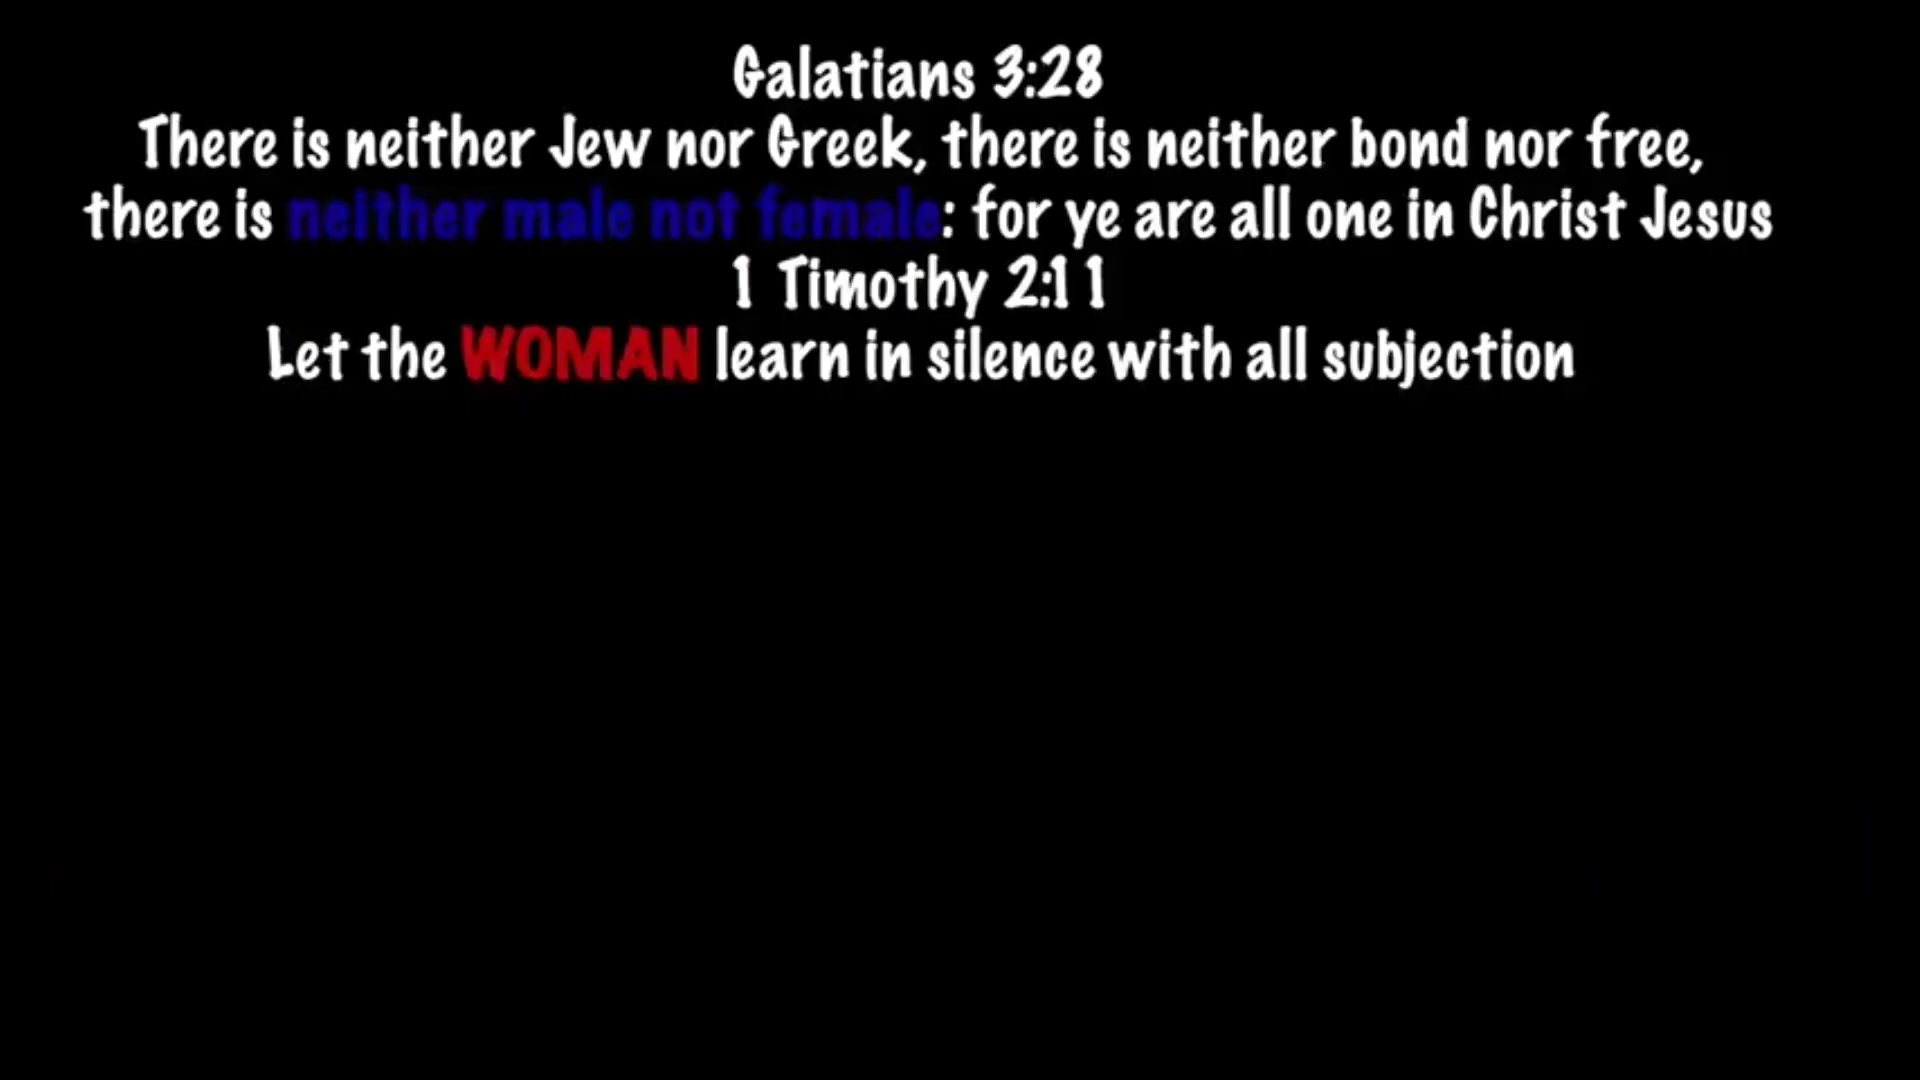 Galatians 3:28
There is neither Jew nor Greek, there is neither bond nor free,
there is neither male not female: for ye are all one in Christ Jesus
1 Timothy 2:11
Let the WOMAN learn in silence with all subjection